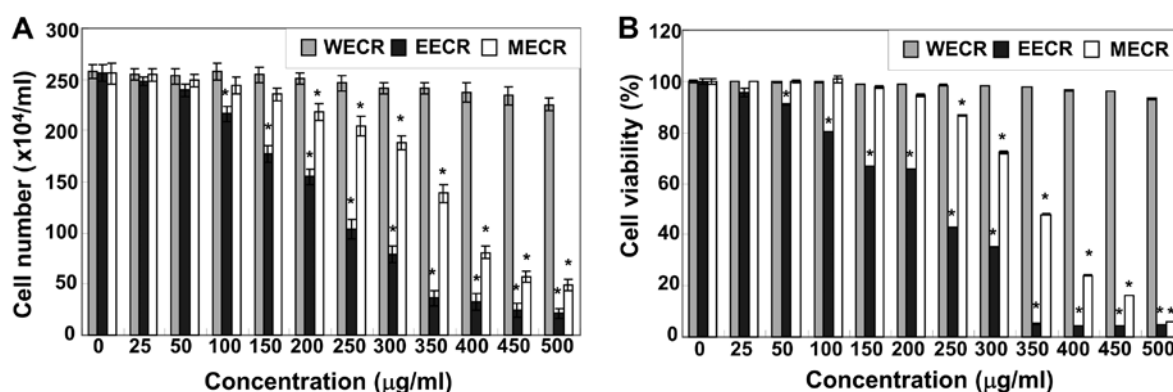 A
300
250
200
150
100
50
0
Cell number (x10⁴/ml)
WECR EECR MECR
* * * * * * * * * * * * * * * *
0 25 50 100 150 200 250 300 350 400 450 500
Concentration (μg/ml)
B
120
100
80
60
40
20
0
Cell viability (%)
WECR EECR MECR
* * * * * * * * * * * * * * * *
0 25 50 100 150 200 250 300 350 400 450 500
Concentration (μg/ml)